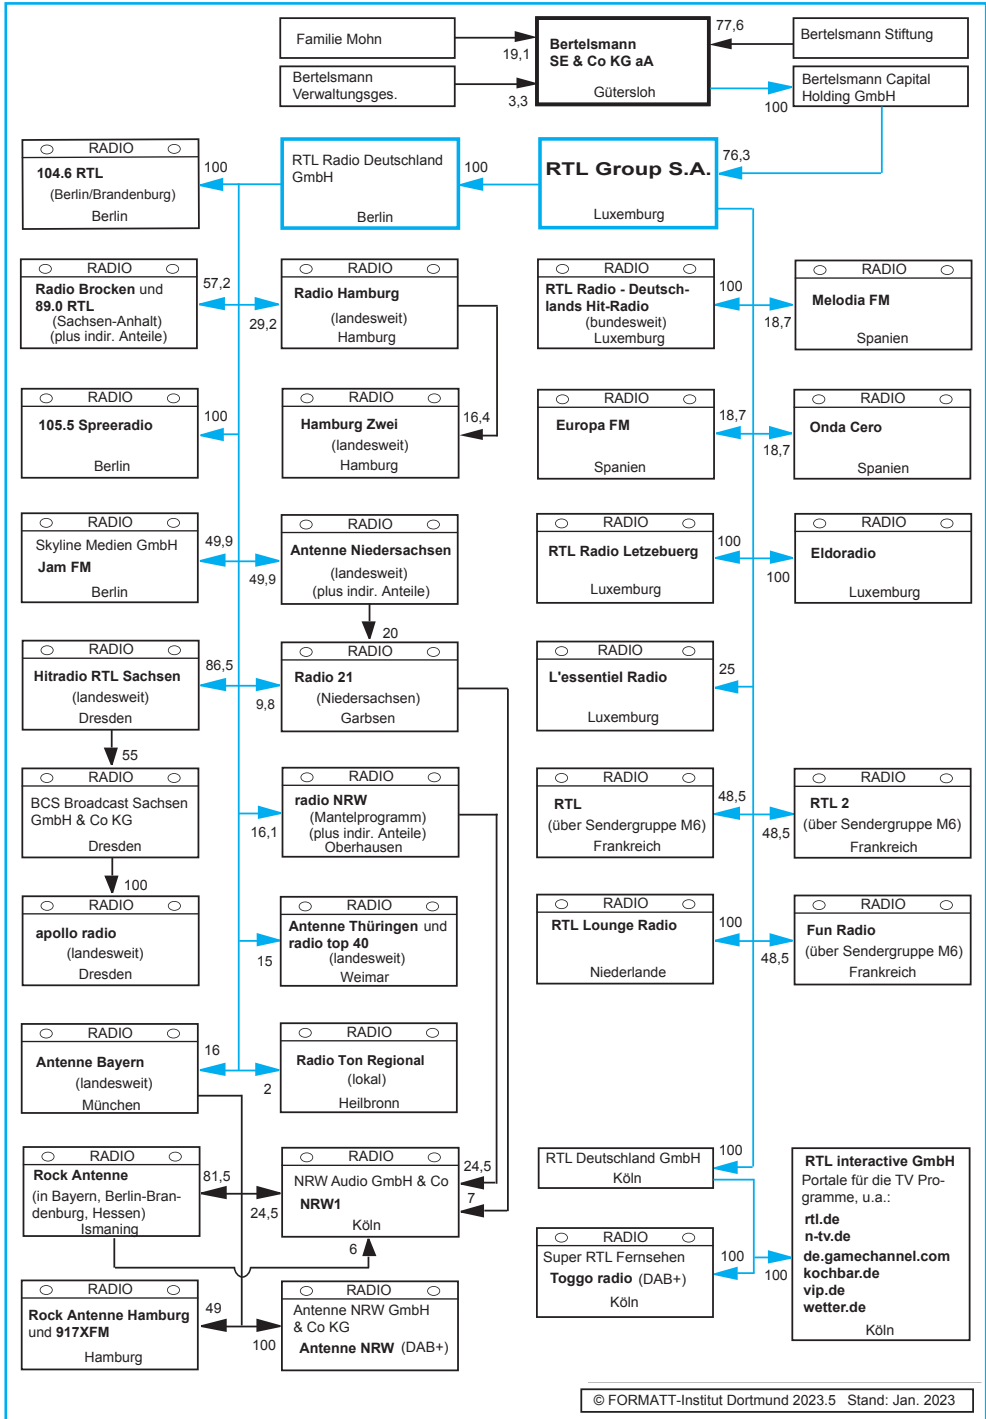 Familie Mohn
19,1
Bertelsmann
Verwaltungsges.
3,3
Bertelsmann
SE & Co KG aA
Gütersloh
77,6
Bertelsmann Stiftung
100
Bertelsmann Capital
Holding GmbH
76,3
RTL Group S.A.
Luxemburg
100
RTL Radio Deutschland
GmbH
Berlin
RADIO
104.6 RTL
(Berlin/Brandenburg)
Berlin
100
RADIO
Radio Brocken und
89.0 RTL
(Sachsen-Anhalt)
(plus indir. Anteile)
57,2
29,2
RADIO
Radio Hamburg
(landesweit)
Hamburg
RADIO
105.5 Spreeradio
Berlin
100
RADIO
Hamburg Zwei
(landesweit)
Hamburg
16,4
RADIO
Skyline Medien GmbH
Jam FM
Berlin
49,9
49,9
RADIO
Antenne Niedersachsen
(landesweit)
(plus indir. Anteile)
20
RADIO
Hitradio RTL Sachsen
(landesweit)
Dresden
86,5
9,8
RADIO
Radio 21
(Niedersachsen)
Garbsen
55
RADIO
BCS Broadcast Sachsen
GmbH & Co KG
Dresden
16,1
RADIO
radio NRW
(Mantelprogramm)
(plus indir. Anteile)
Oberhausen
100
RADIO
apollo radio
(landesweit)
Dresden
15
RADIO
Antenne Thüringen und
radio top 40
(landesweit)
Weimar
RADIO
Antenne Bayern
(landesweit)
München
16
2
RADIO
Radio Ton Regional
(lokal)
Heilbronn
RADIO
Rock Antenne
(in Bayern, Berlin-Bran-
denburg, Hessen)
Ismaning
81,5
24,5
RADIO
NRW Audio GmbH & Co
NRW1
Köln
24,5
7
6
RADIO
Rock Antenne Hamburg
und 917XFM
Hamburg
49
100
RADIO
Antenne NRW GmbH
& Co KG
Antenne NRW (DAB+)
RADIO
RTL Radio - Deutsch-
lands Hit-Radio
(bundesweit)
Luxemburg
100
18,7
RADIO
Melodia FM
Spanien
RADIO
Europa FM
Spanien
18,7
18,7
RADIO
Onda Cero
Spanien
RADIO
RTL Radio Letzebuerg
Luxemburg
100
100
RADIO
Eldoradio
Luxemburg
RADIO
L'essentiel Radio
Luxemburg
25
RADIO
RTL
(über Sendergruppe M6)
Frankreich
48,5
48,5
RADIO
RTL 2
(über Sendergruppe M6)
Frankreich
RADIO
RTL Lounge Radio
Niederlande
100
48,5
RADIO
Fun Radio
(über Sendergruppe M6)
Frankreich
RTL Deutschland GmbH
Köln
100
RADIO
Super RTL Fernsehen
Toggo radio (DAB+)
Köln
100
100
RTL interactive GmbH
Portale für die TV Pro-
gramme, u.a.:
rtl.de
n-tv.de
de.gamechannel.com
kochbar.de
vip.de
wetter.de
Köln
© FORMATT-Institut Dortmund 2023.5 Stand: Jan. 2023